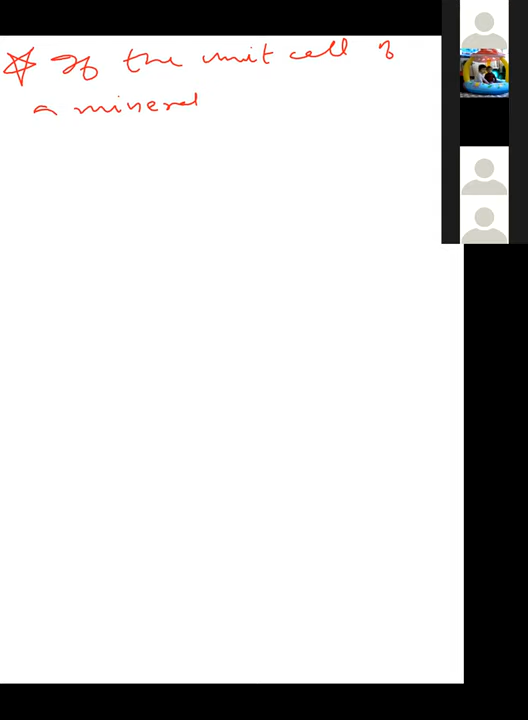 ☆ If the unit cell of
a mineral